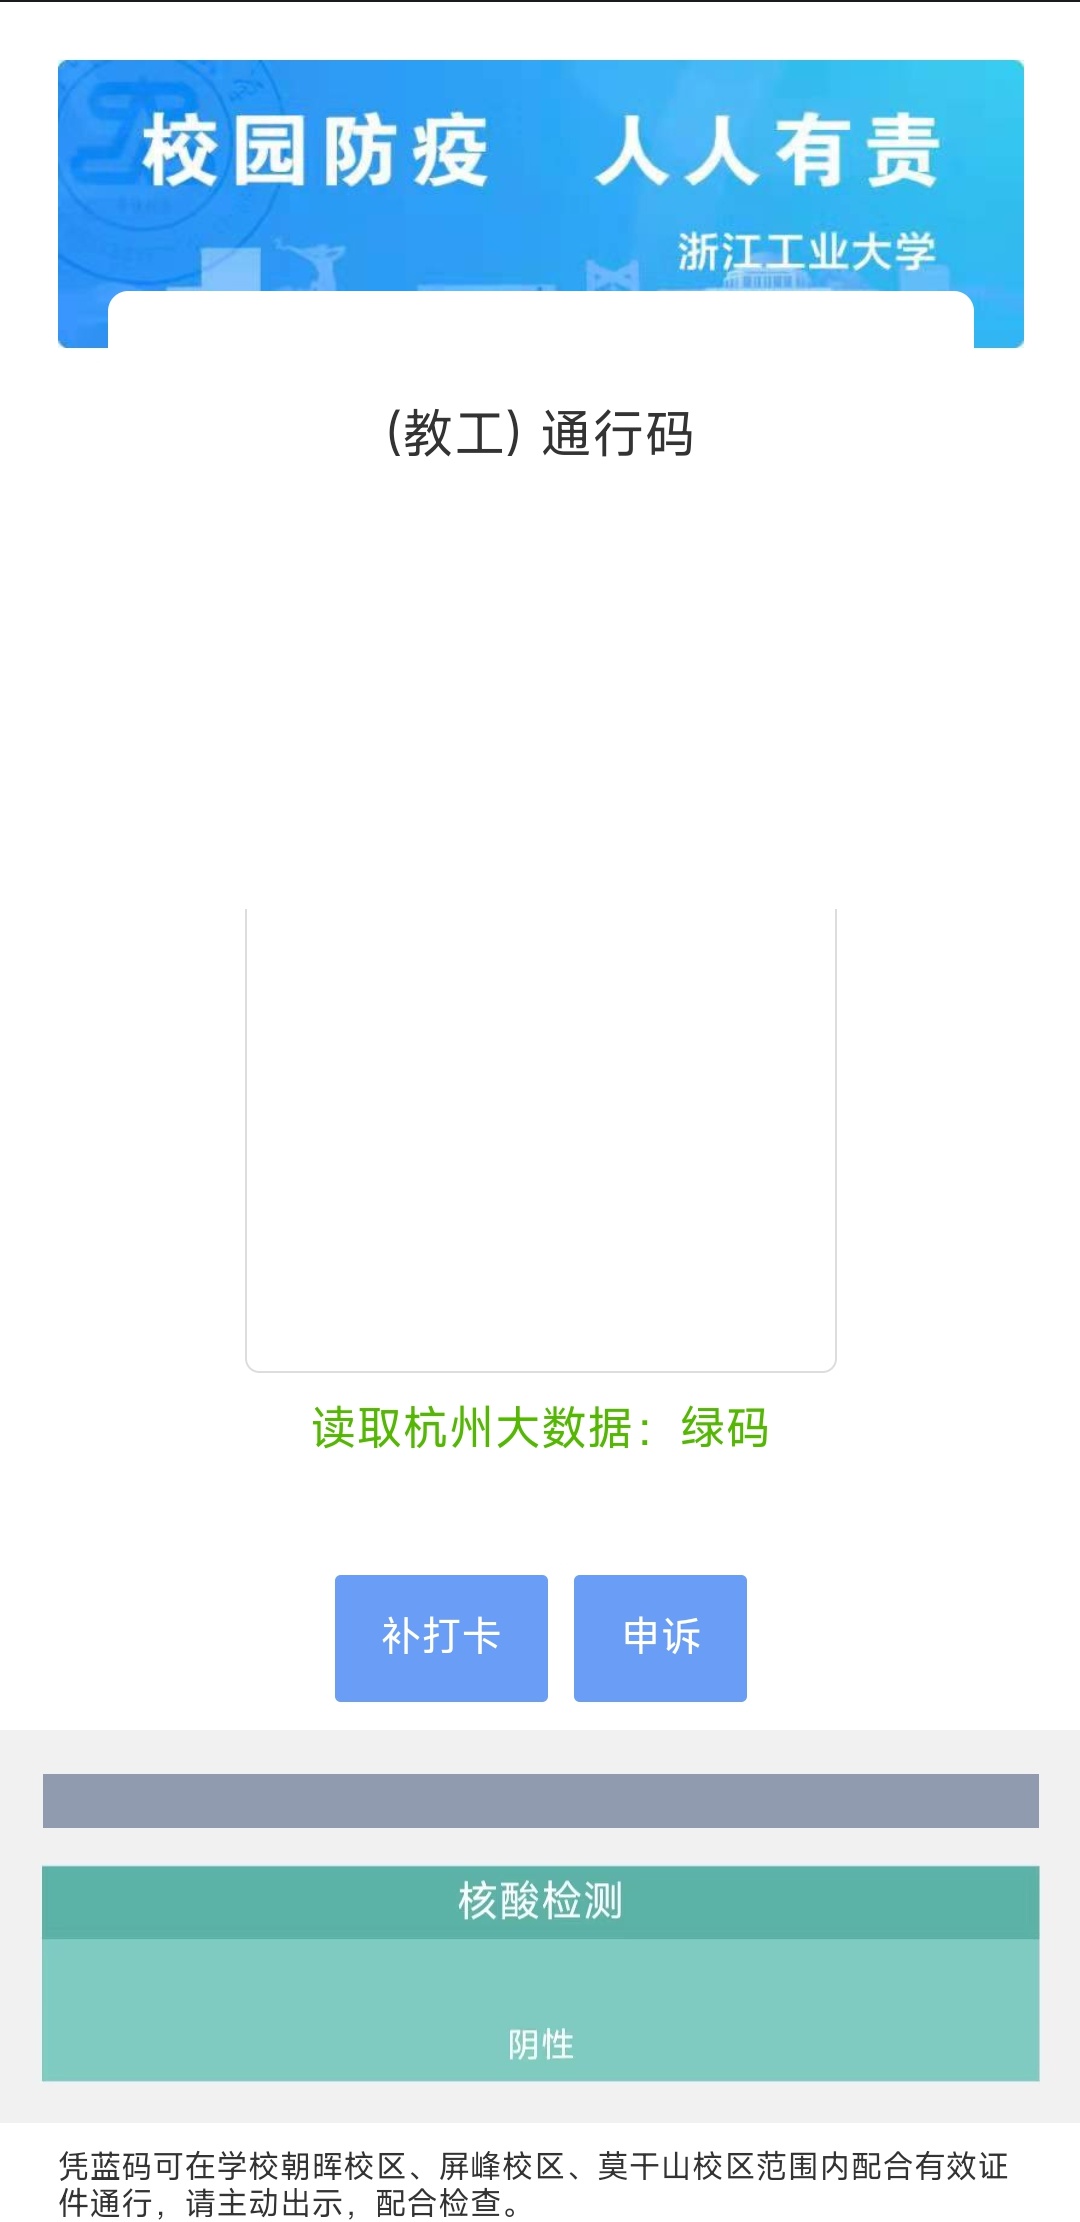 校园防疫 人人有责
浙江工业大学
(教工) 通行码
读取杭州大数据：绿码
补打卡 申诉
核酸检测
阴性
凭蓝码可在学校朝晖校区、屏峰校区、莫干山校区范围内配合有效证
件通行，请主动出示，配合检查。